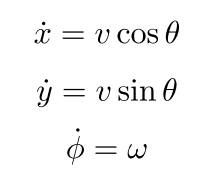 ẋ = v cos θ
ẏ = v sin θ
ϕ̇ = ω